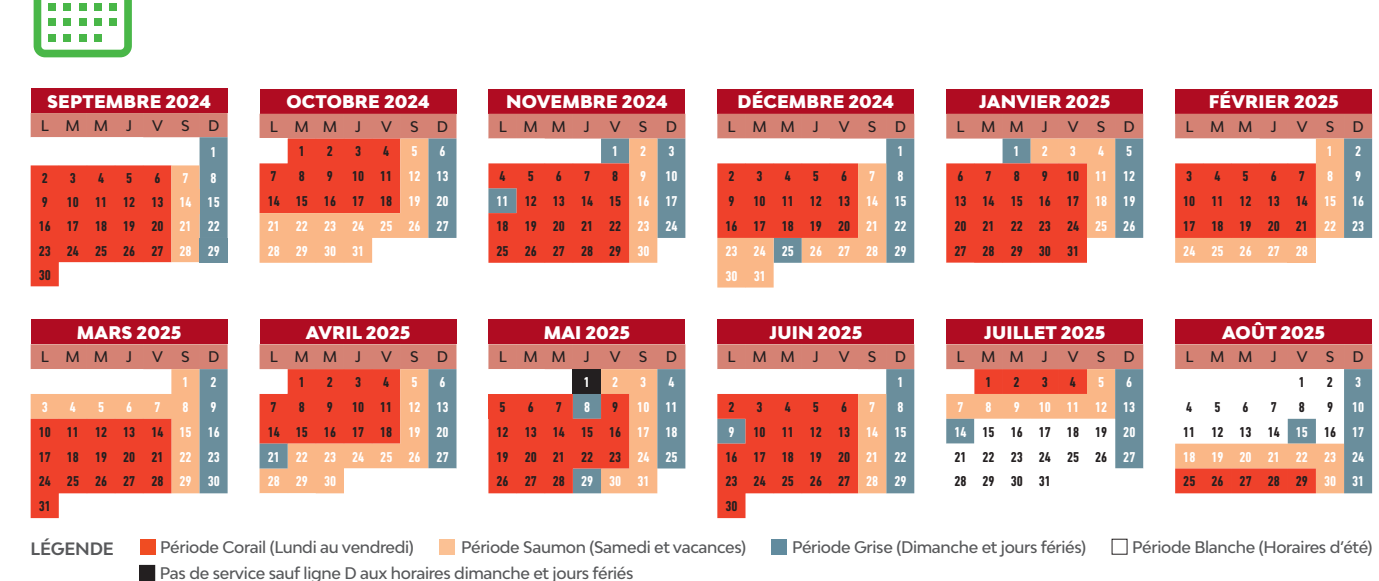 SEPTEMBRE 2024
L M M J V S D
1
2 3 4 5 6 7 8
9 10 11 12 13 14 15
16 17 18 19 20 21 22
23 24 25 26 27 28 29
30
OCTOBRE 2024
L M M J V S D
1 2 3 4 5 6
7 8 9 10 11 12 13
14 15 16 17 18 19 20
21 22 23 24 25 26 27
28 29 30 31
NOVEMBRE 2024
L M M J V S D
1 2 3
4 5 6 7 8 9 10
11 12 13 14 15 16 17
18 19 20 21 22 23 24
25 26 27 28 29 30
DÉCEMBRE 2024
L M M J V S D
1
2 3 4 5 6 7 8
9 10 11 12 13 14 15
16 17 18 19 20 21 22
23 24 25 26 27 28 29
30 31
JANVIER 2025
L M M J V S D
1 2 3 4 5
6 7 8 9 10 11 12
13 14 15 16 17 18 19
20 21 22 23 24 25 26
27 28 29 30 31
FÉVRIER 2025
L M M J V S D
1 2
3 4 5 6 7 8 9
10 11 12 13 14 15 16
17 18 19 20 21 22 23
24 25 26 27 28
MARS 2025
L M M J V S D
1 2
3 4 5 6 7 8 9
10 11 12 13 14 15 16
17 18 19 20 21 22 23
24 25 26 27 28 29 30
31
AVRIL 2025
L M M J V S D
1 2 3 4 5 6
7 8 9 10 11 12 13
14 15 16 17 18 19 20
21 22 23 24 25 26 27
28 29 30
MAI 2025
L M M J V S D
1 2 3 4
5 6 7 8 9 10 11
12 13 14 15 16 17 18
19 20 21 22 23 24 25
26 27 28 29 30 31
JUIN 2025
L M M J V S D
1
2 3 4 5 6 7 8
9 10 11 12 13 14 15
16 17 18 19 20 21 22
23 24 25 26 27 28 29
30
JUILLET 2025
L M M J V S D
1 2 3 4 5 6
7 8 9 10 11 12 13
14 15 16 17 18 19 20
21 22 23 24 25 26 27
28 29 30 31
AOÛT 2025
L M M J V S D
1 2 3
4 5 6 7 8 9 10
11 12 13 14 15 16 17
18 19 20 21 22 23 24
25 26 27 28 29 30 31
LÉGENDE Période Corail (Lundi au vendredi) Période Saumon (Samedi et vacances) Période Grise (Dimanche et jours fériés) Période Blanche (Horaires d'été)
Pas de service sauf ligne D aux horaires dimanche et jours fériés